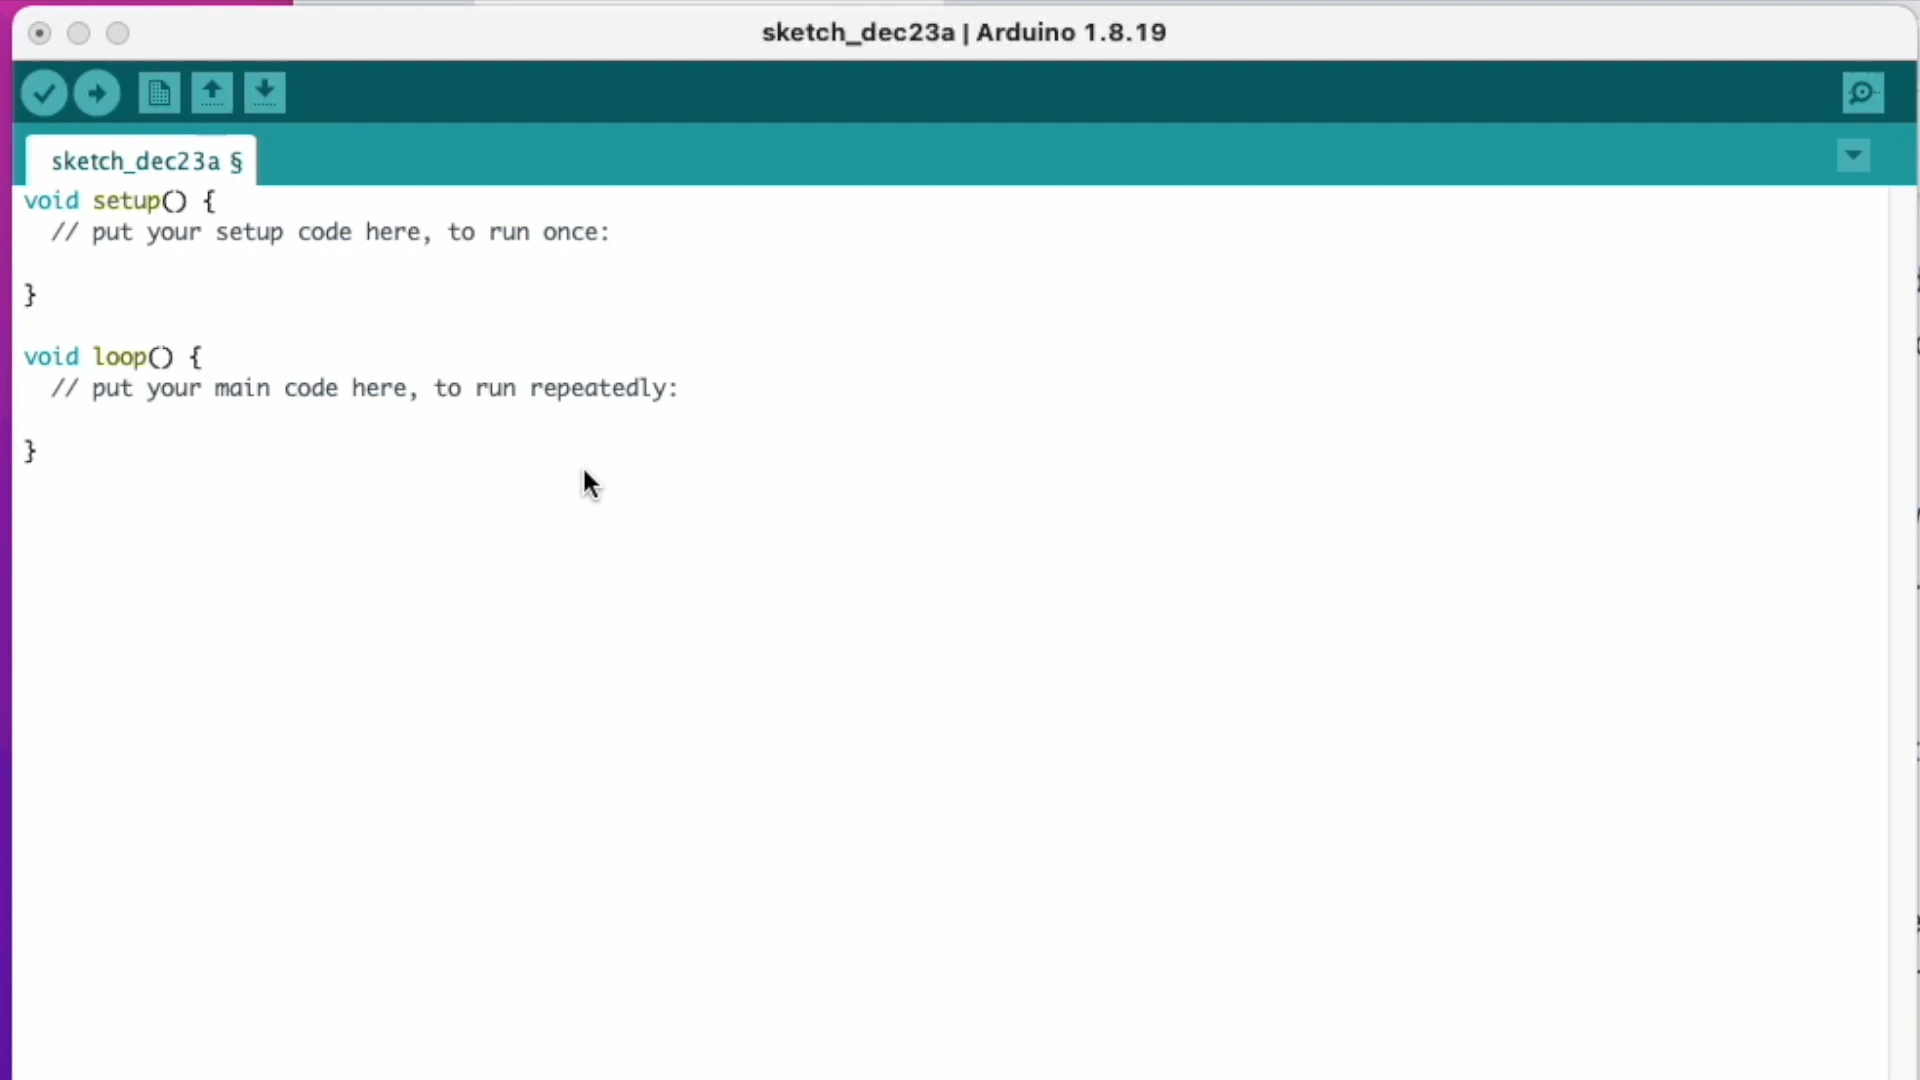 sketch_dec23a | Arduino 1.8.19
sketch_dec23a §
void setup() {
  // put your setup code here, to run once:
}
void loop() {
  // put your main code here, to run repeatedly:
}